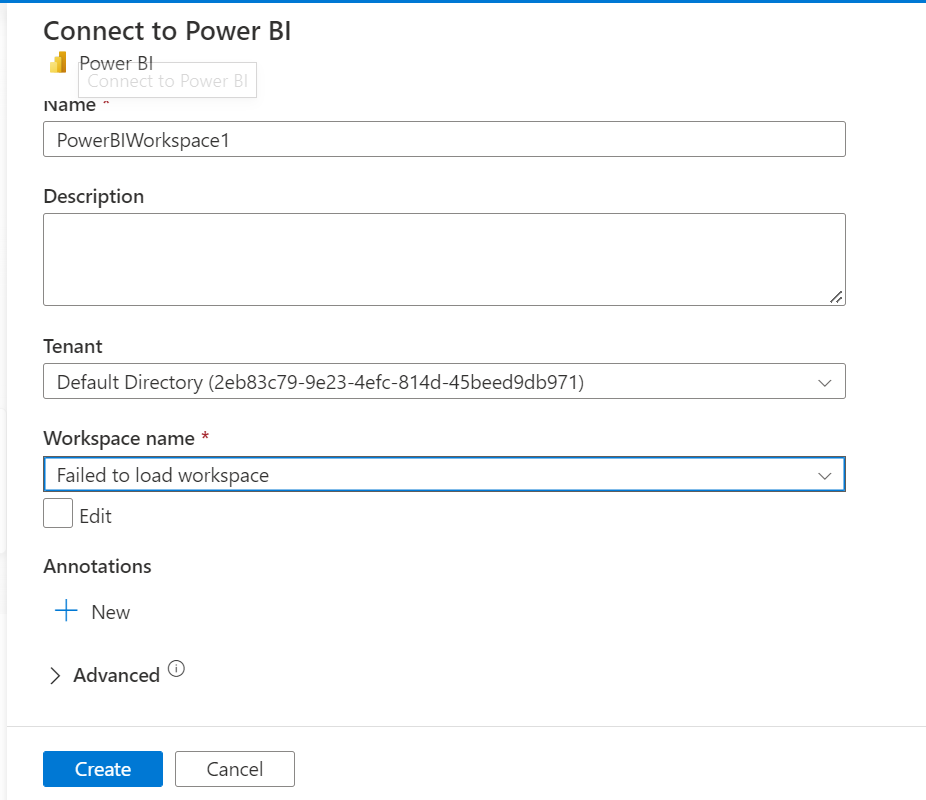 Connect to Power BI
Power BI
Connect to Power BI
Name *
PowerBIWorkspace1
Description
Tenant
Default Directory (2eb83c79-9e23-4efc-814d-45beed9db971)
Workspace name *
Failed to load workspace
Edit
Annotations
New
Advanced
Create Cancel